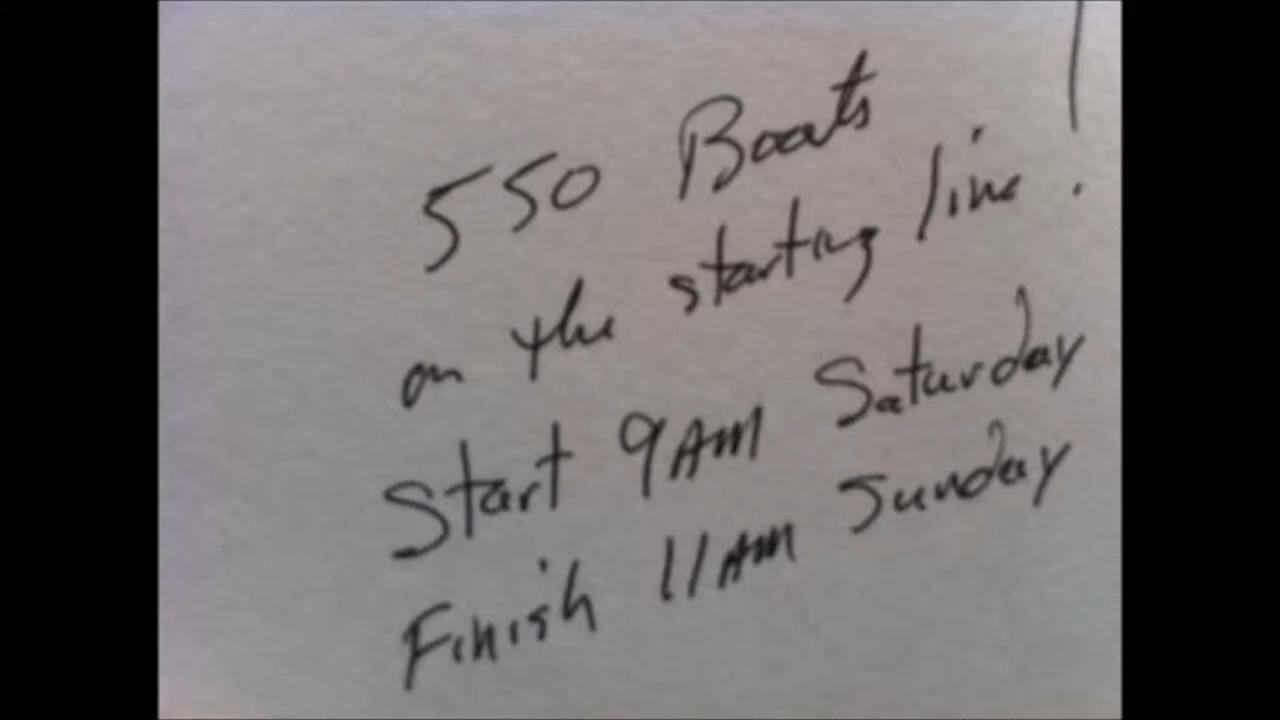 550 Boats
on the starting line!
Start 9AM Saturday
Finish 11AM Sunday